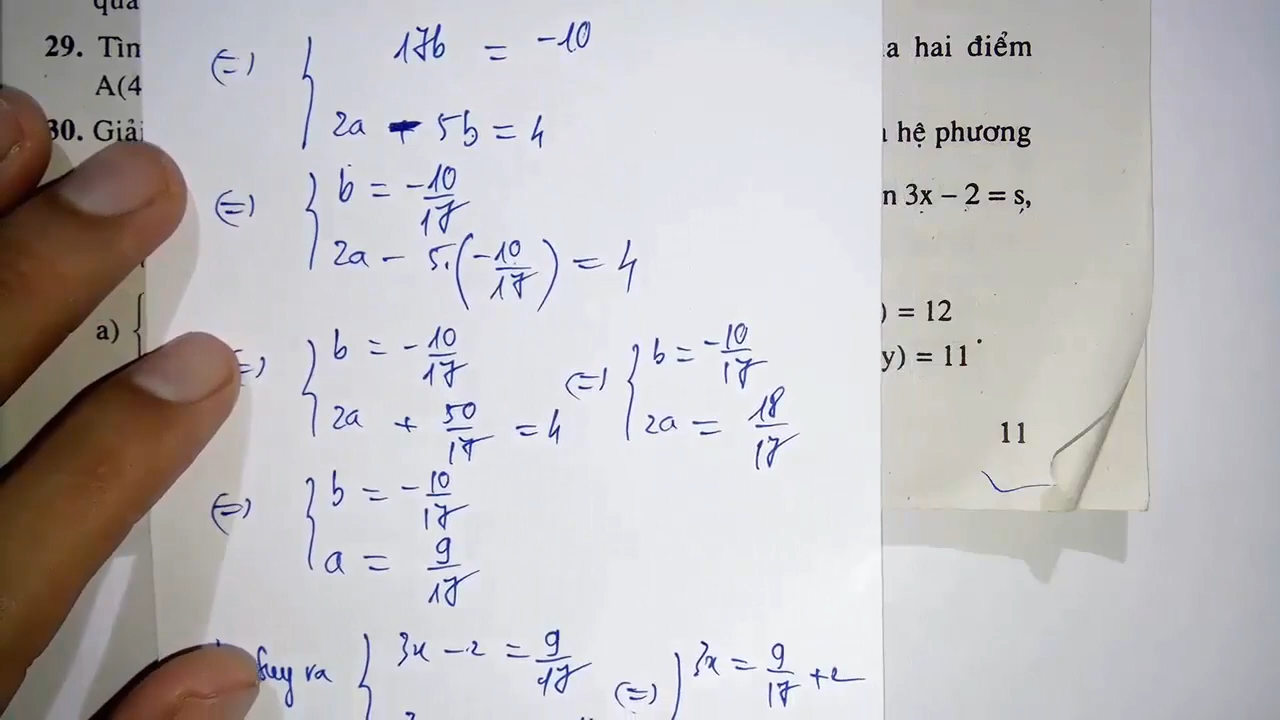 qua
29. Tìm
a hai điểm
A(4
30. Giải
hệ phương
n 3x – 2 = s,
a) {
) = 12
y) = 11
11
(=) { 17b = -10
2a - 5b = 4
(=) { b = -10/17
2a - 5.(-10/17) = 4
(=) { b = -10/17
2a + 50/17 = 4
(=) { b = -10/17
2a = 18/17
(=) { b = -10/17
a = 9/17
Suy ra { 3x - 2 = 9/17
(=) { 3x = 9/17 + 2